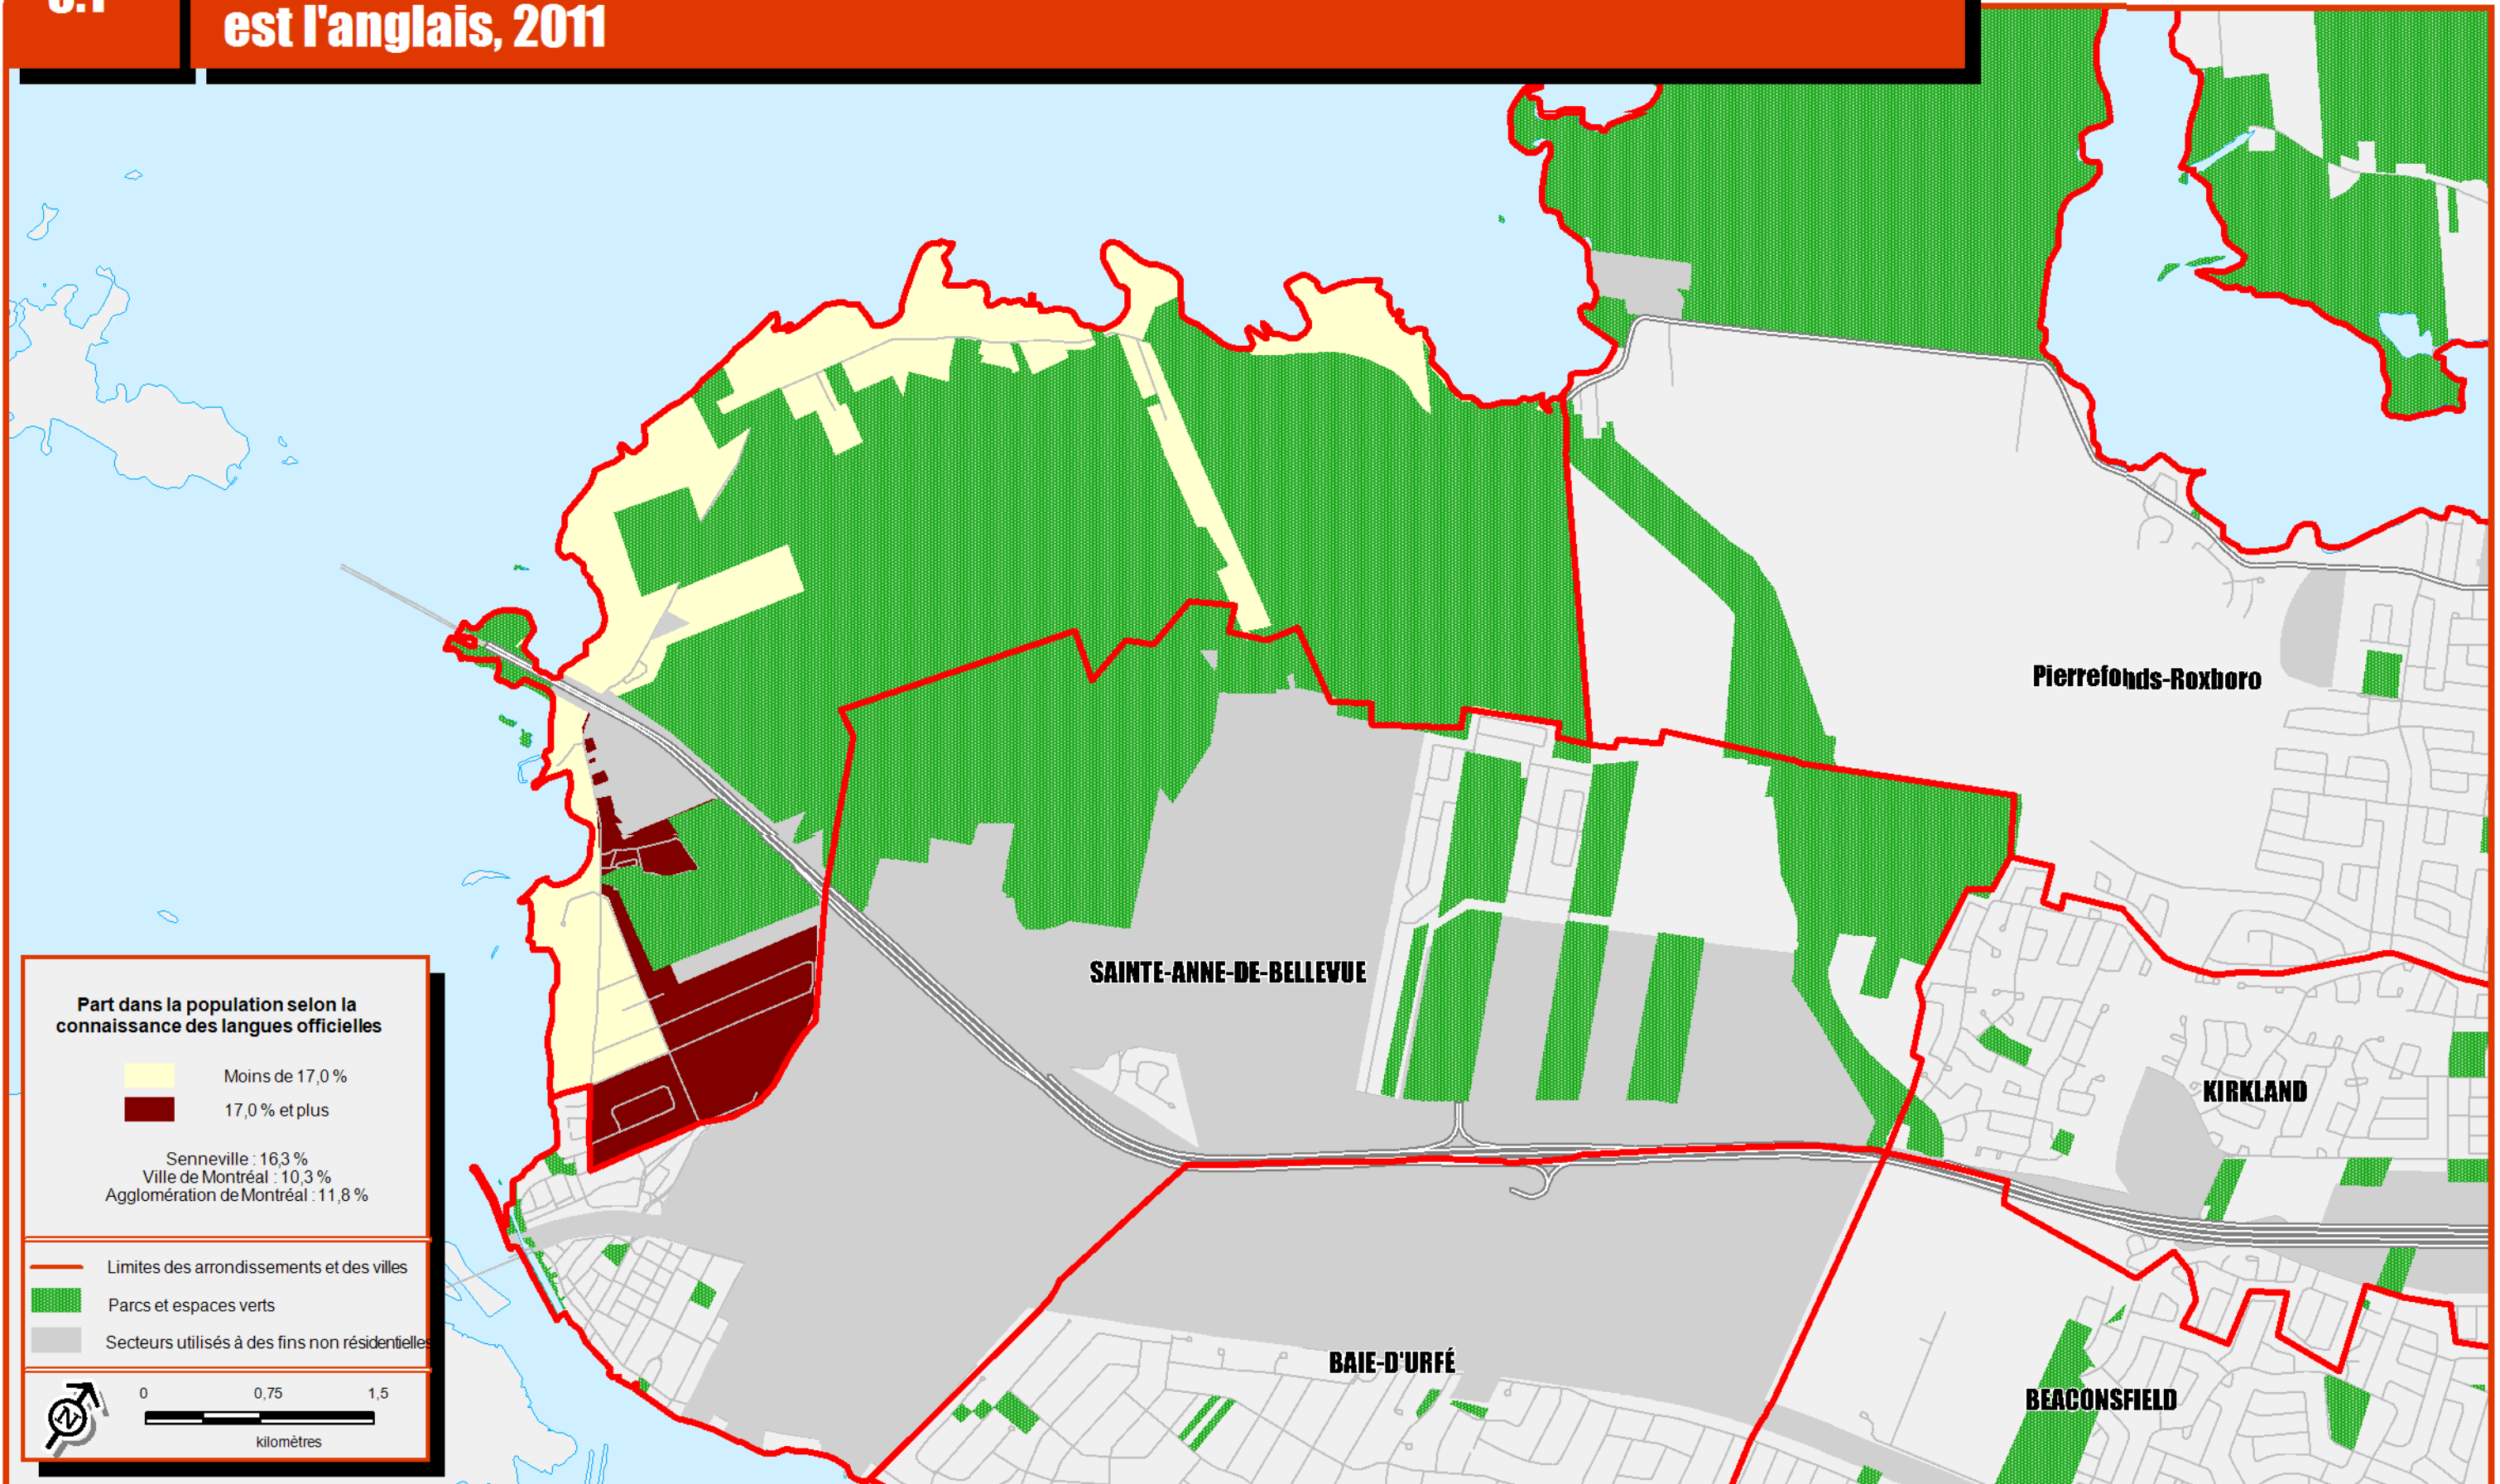 est l'anglais, 2011
Pierrefonds-Roxboro
SAINTE-ANNE-DE-BELLEVUE
KIRKLAND
BAIE-D'URFÉ
BEACONSFIELD
Part dans la population selon la
connaissance des langues officielles
Moins de 17,0 %
17,0 % et plus
Senneville : 16,3 %
Ville de Montréal : 10,3 %
Agglomération de Montréal : 11,8 %
Limites des arrondissements et des villes
Parcs et espaces verts
Secteurs utilisés à des fins non résidentielles
N
0 0,75 1,5
kilomètres